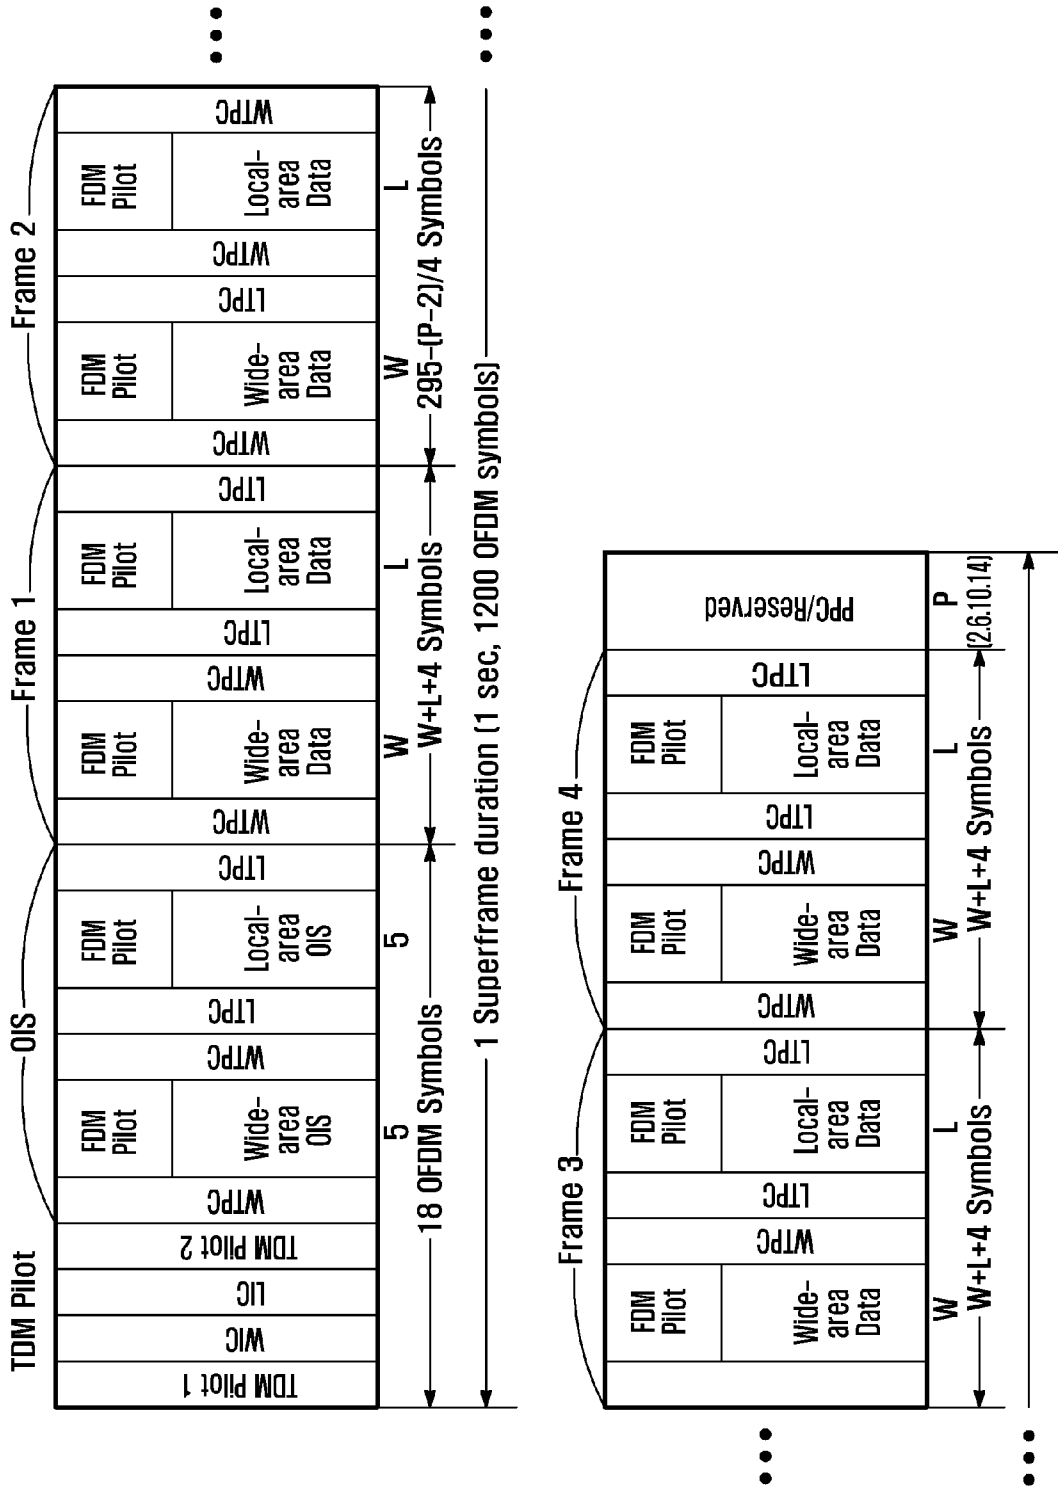 TDM Pilot
OIS
Frame 1
Frame 2
TDM Pilot 1
WIC
LIC
TDM Pilot 2
WTPC
FDM
Pilot
Wide-
area
OIS
WTPC
LTPC
FDM
Pilot
Local-
area
OIS
LTPC
WTPC
FDM
Pilot
Wide-
area
Data
WTPC
LTPC
FDM
Pilot
Local-
area
Data
LTPC
WTPC
FDM
Pilot
Wide-
area
Data
LTPC
WTPC
FDM
Pilot
Local-
area
Data
WTPC
5
5
W
L
W
L
18 OFDM Symbols
W+L+4 Symbols
295-(P-2)/4 Symbols
1 Superframe duration (1 sec, 1200 OFDM symbols)
Frame 3
Frame 4
FDM
Pilot
Wide-
area
Data
WTPC
LTPC
FDM
Pilot
Local-
area
Data
LTPC
WTPC
FDM
Pilot
Wide-
area
Data
WTPC
LTPC
FDM
Pilot
Local-
area
Data
LTPC
PPC/Reserved
W
L
W
L
P
W+L+4 Symbols
W+L+4 Symbols
(2.6.10.14)